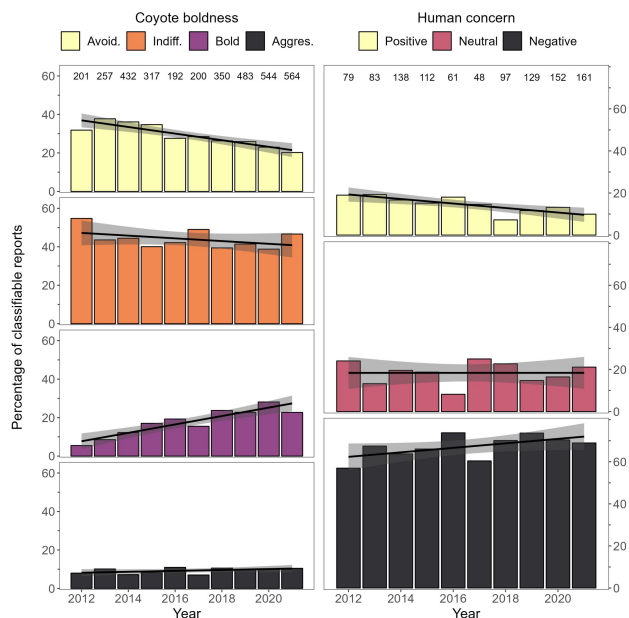 Coyote boldness
Avoid. Indiff. Bold Aggres.
Human concern
Positive Neutral Negative
Percentage of classifiable reports
60
40
20
0
201 257 432 317 192 200 350 483 544 564
60
40
20
0
60
40
20
0
60
40
20
0
2012 2014 2016 2018 2020
Year
79 83 138 112 61 48 97 129 152 161
80
60
40
20
0
80
60
40
20
0
80
60
40
20
0
2012 2014 2016 2018 2020
Year